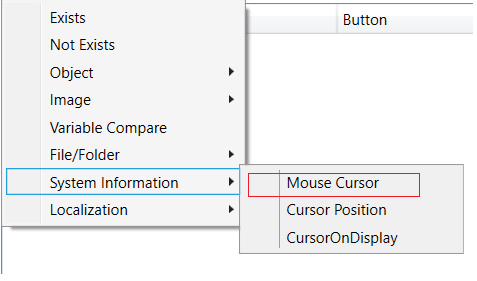 Exists
Button
Not Exists
Object
Image
Variable Compare
File/Folder
System Information
Mouse Cursor
Localization
Cursor Position
CursorOnDisplay